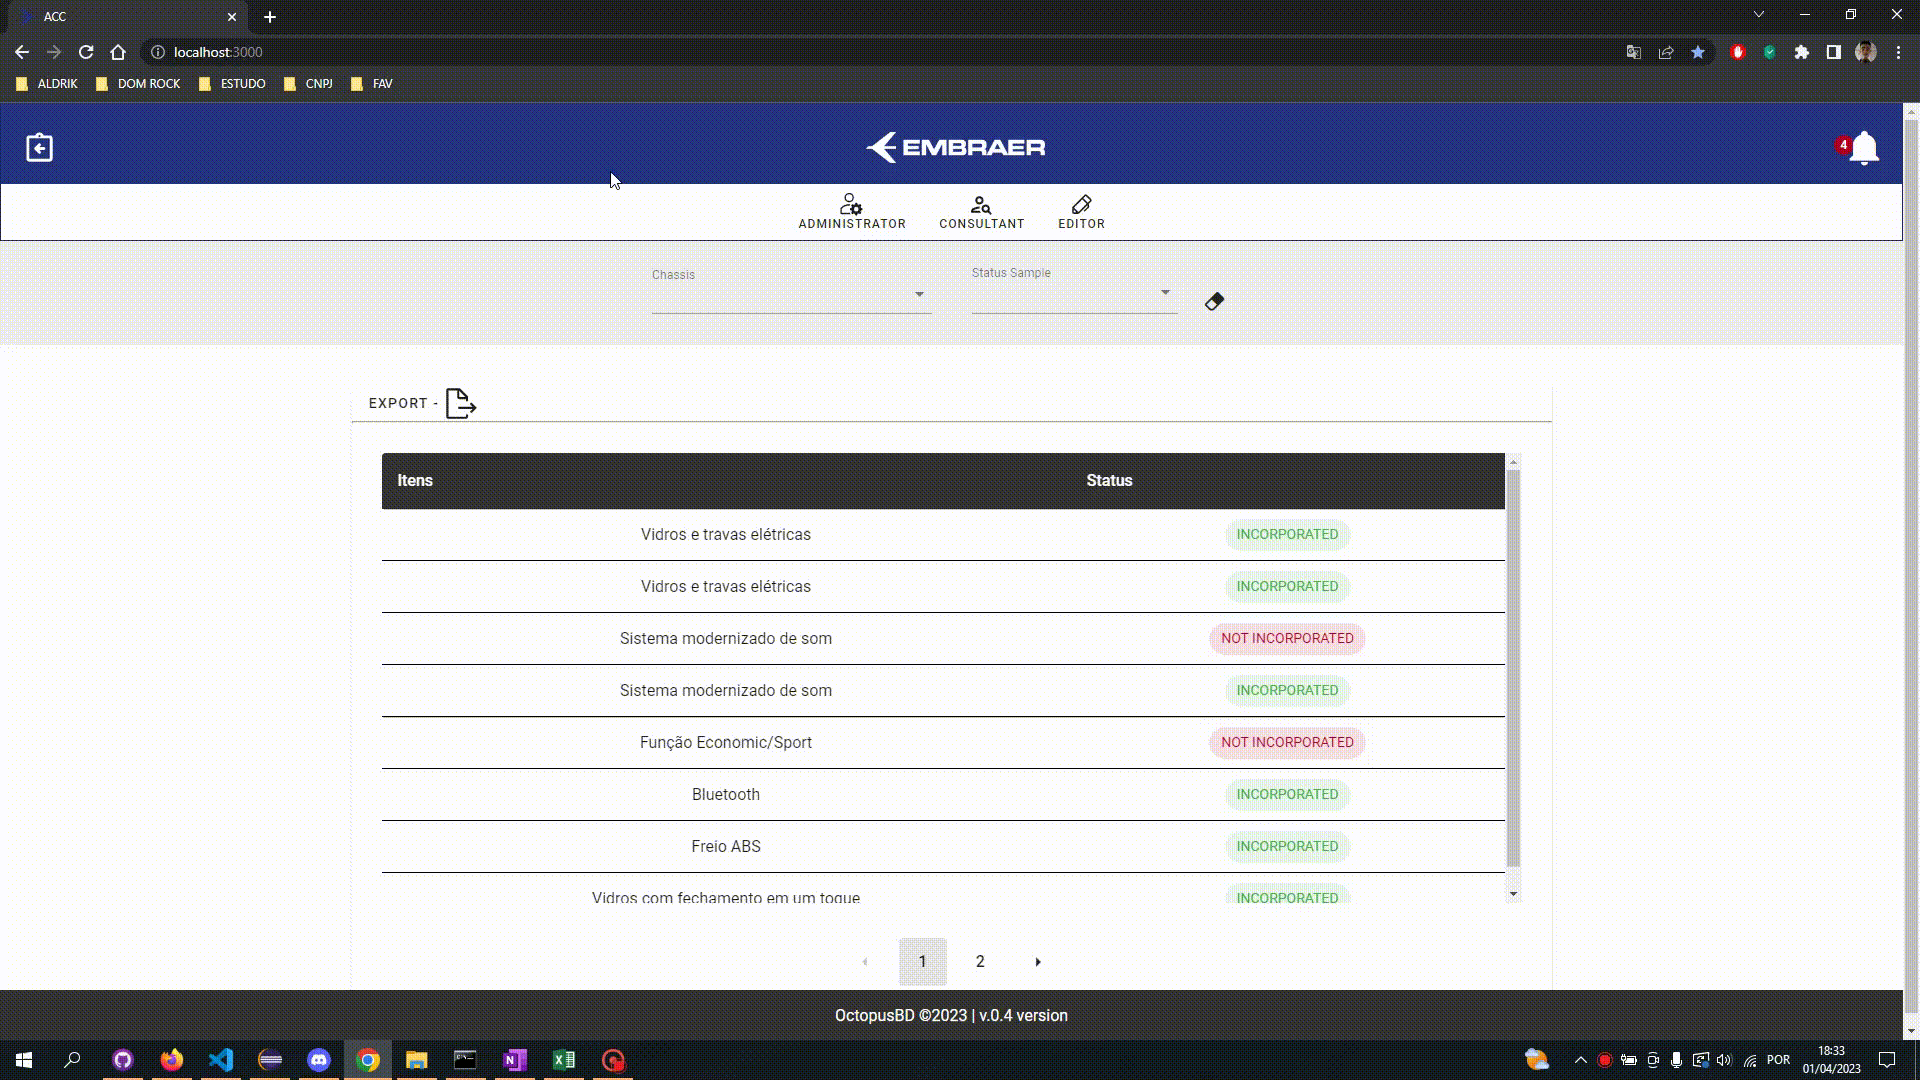 ACC
localhost:3000
ALDRIK DOM ROCK ESTUDO CNPJ FAV
EMBRAER
4
ADMINISTRATOR CONSULTANT EDITOR
Chassis Status Sample
EXPORT -
Itens Status
Vidros e travas elétricas INCORPORATED
Vidros e travas elétricas INCORPORATED
Sistema modernizado de som NOT INCORPORATED
Sistema modernizado de som INCORPORATED
Função Economic/Sport NOT INCORPORATED
Bluetooth INCORPORATED
Freio ABS INCORPORATED
Vidros com fechamento em um toque INCORPORATED
1 2
OctopusBD ©2023 | v.0.4 version
POR
18:33
01/04/2023